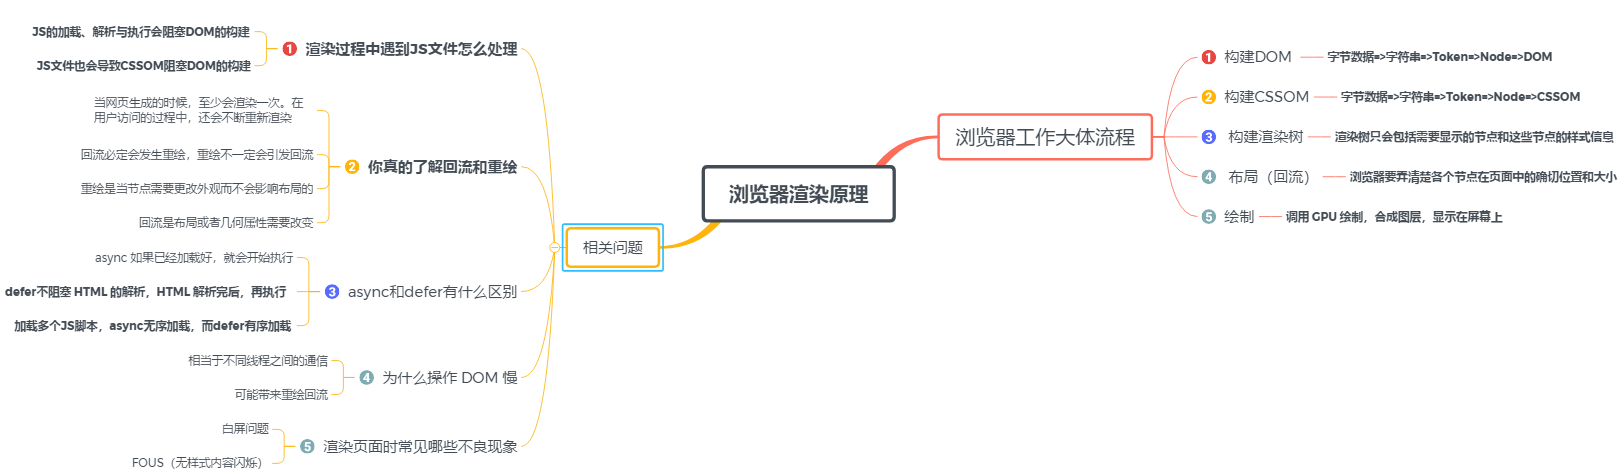 浏览器渲染原理
浏览器工作大体流程
1 构建DOM
字节数据=>字符串=>Token=>Node=>DOM
2 构建CSSOM
字节数据=>字符串=>Token=>Node=>CSSOM
3 构建渲染树
渲染树只会包括需要显示的节点和这些节点的样式信息
4 布局（回流）
浏览器要弄清楚各个节点在页面中的确切位置和大小
5 绘制
调用 GPU 绘制，合成图层，显示在屏幕上
相关问题
1 渲染过程中遇到JS文件怎么处理
JS的加载、解析与执行会阻塞DOM的构建
JS文件也会导致CSSOM阻塞DOM的构建
2 你真的了解回流和重绘
当网页生成的时候，至少会渲染一次。在
用户访问的过程中，还会不断重新渲染
回流必定会发生重绘，重绘不一定会引发回流
重绘是当节点需要更改外观而不会影响布局的
回流是布局或者几何属性需要改变
3 async和defer有什么区别
async 如果已经加载好，就会开始执行
defer不阻塞 HTML 的解析，HTML 解析完后，再执行
加载多个JS脚本，async无序加载，而defer有序加载
4 为什么操作 DOM 慢
相当于不同线程之间的通信
可能带来重绘回流
5 渲染页面时常见哪些不良现象
白屏问题
FOUS（无样式内容闪烁）